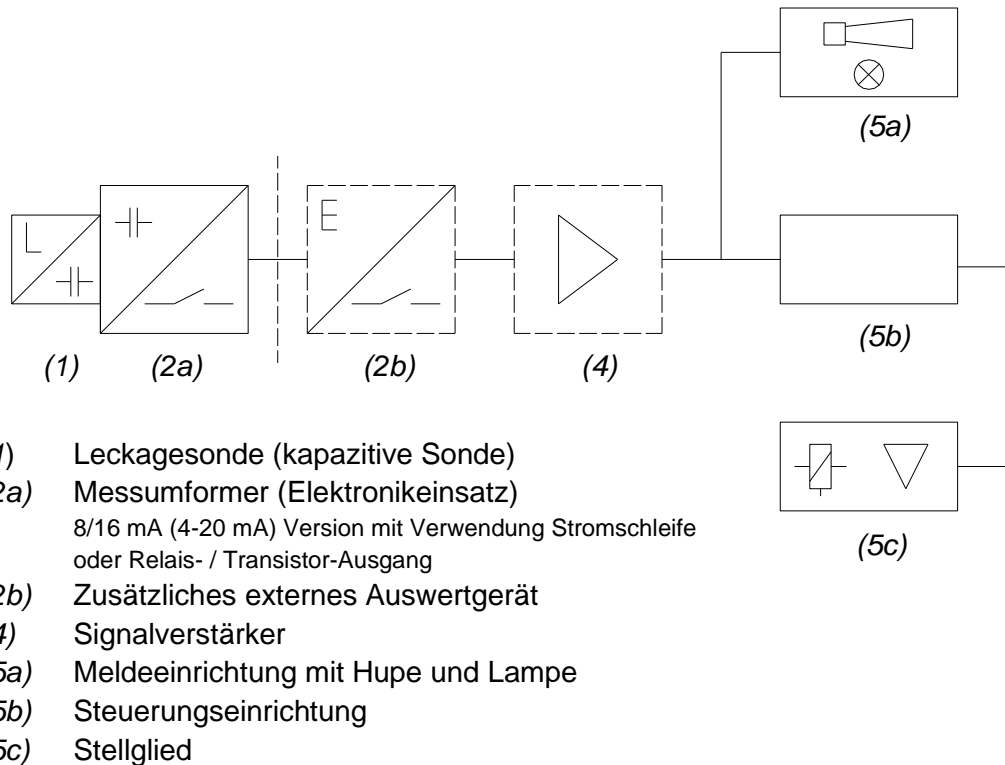 (5a)
L
E
(1)
(2a)
(2b)
(4)
(5b)
(5c)
1) Leckagesonde (kapazitive Sonde)
2a) Messumformer (Elektronikeinsatz)
8/16 mA (4-20 mA) Version mit Verwendung Stromschleife
oder Relais- / Transistor-Ausgang
2b) Zusätzliches externes Auswertgerät
4) Signalverstärker
5a) Meldeeinrichtung mit Hupe und Lampe
5b) Steuerungseinrichtung
5c) Stellglied